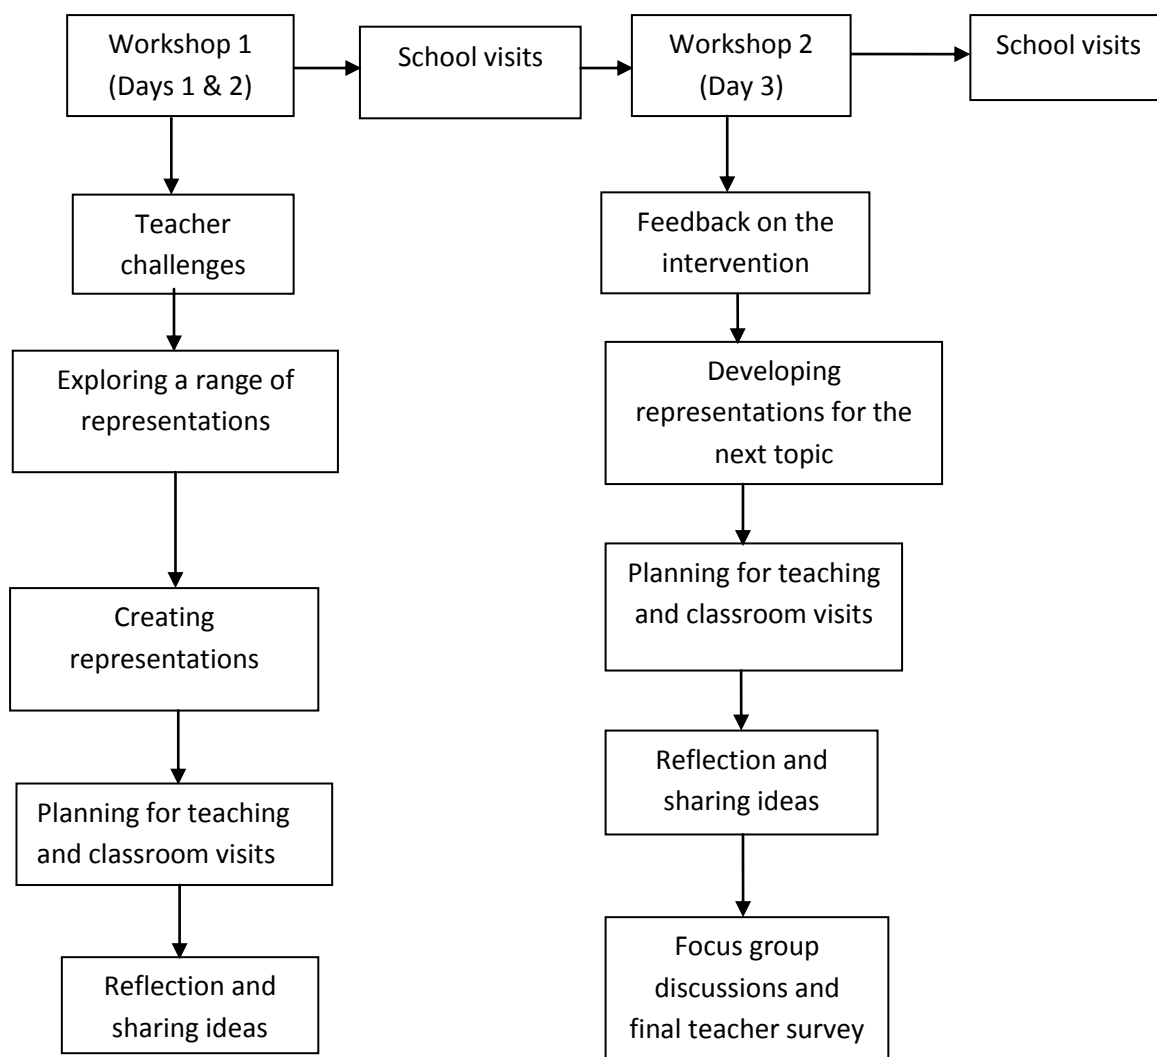 Workshop 1
(Days 1 & 2)
School visits
Workshop 2
(Day 3)
School visits
Teacher
challenges
Exploring a range of
representations
Creating
representations
Planning for teaching
and classroom visits
Reflection and
sharing ideas
Feedback on the
intervention
Developing
representations for the
next topic
Planning for teaching
and classroom visits
Reflection and
sharing ideas
Focus group
discussions and
final teacher survey